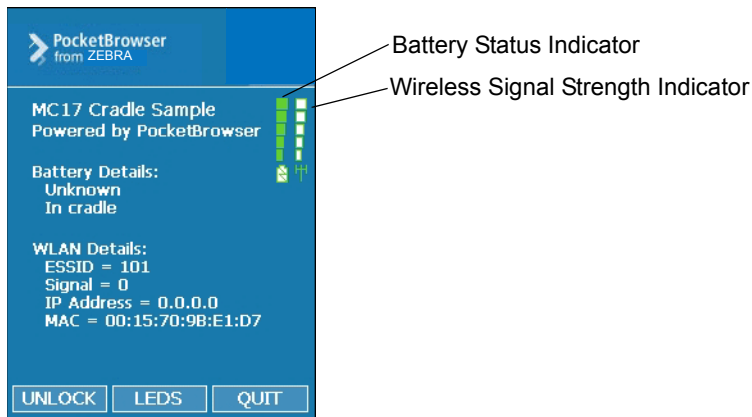 PocketBrowser
from ZEBRA
Battery Status Indicator
Wireless Signal Strength Indicator
MC17 Cradle Sample
Powered by PocketBrowser
Battery Details:
Unknown
In cradle
WLAN Details:
ESSID = 101
Signal = 0
IP Address = 0.0.0.0
MAC = 00:15:70:9B:E1:D7
UNLOCK LEDS QUIT